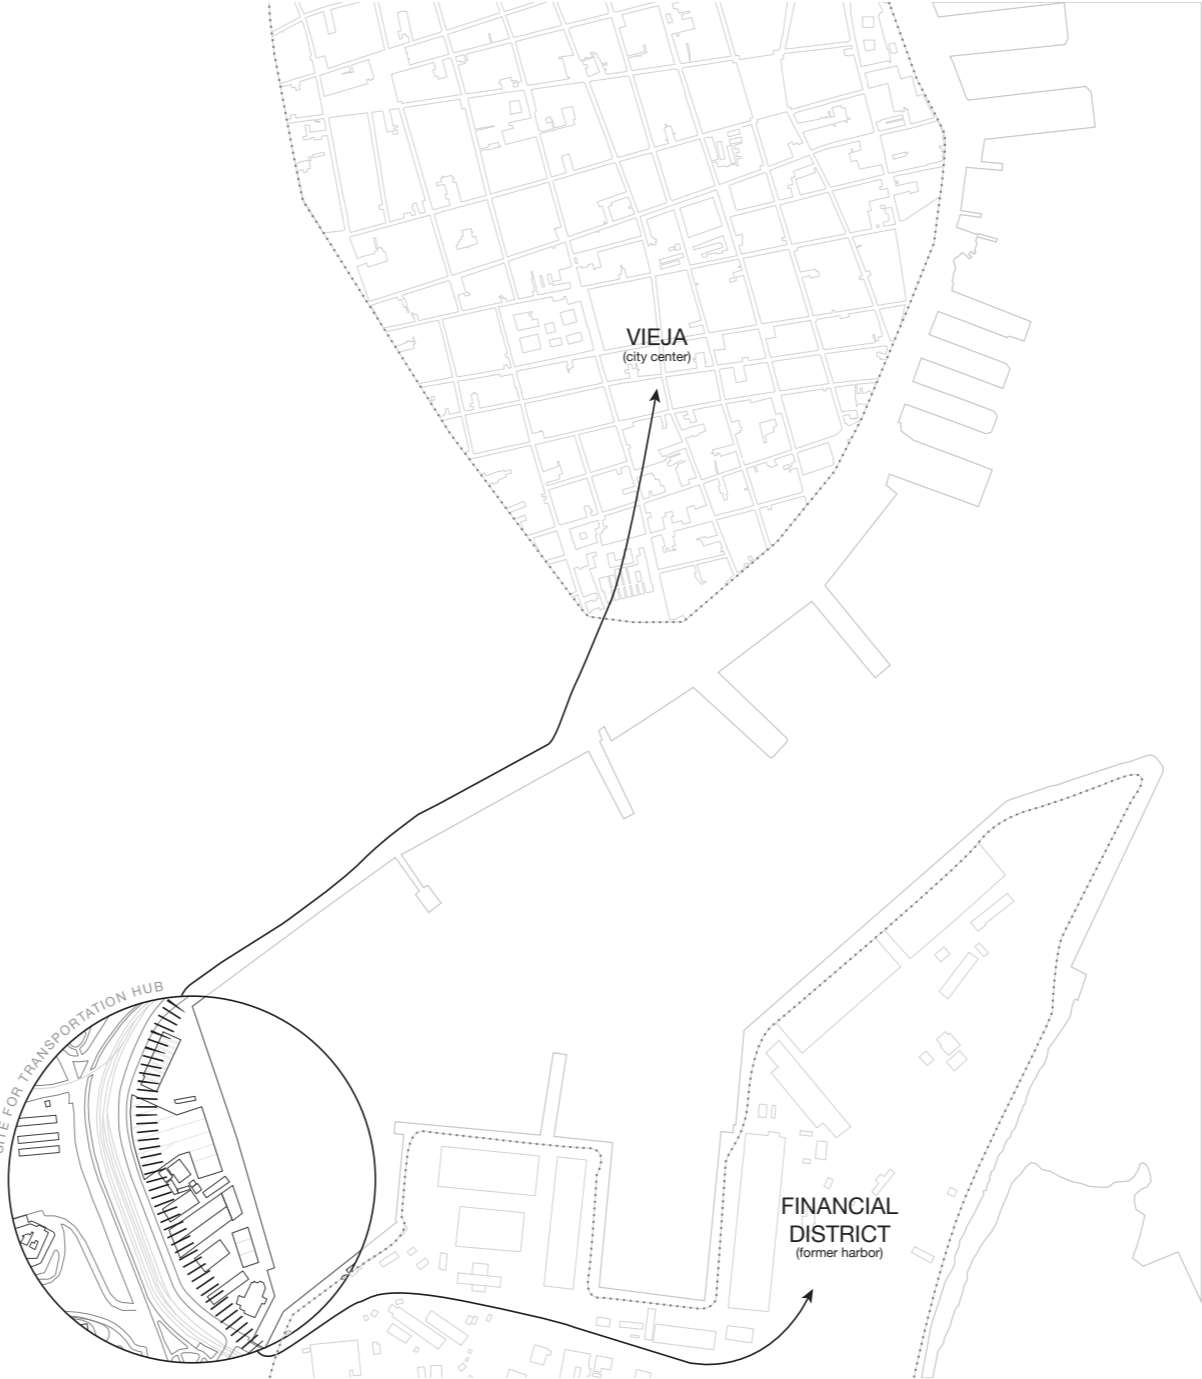 VIEJA
(city center)
SITE FOR TRANSPORTATION HUB
FINANCIAL
DISTRICT
(former harbor)